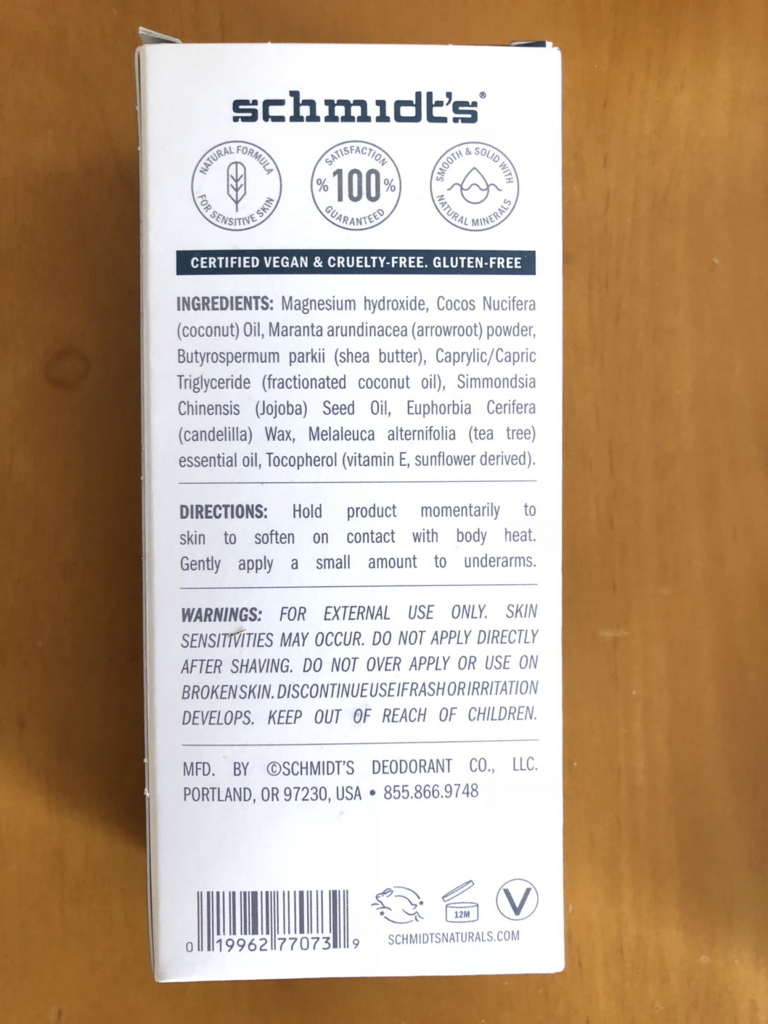 schmidt's®
NATURAL FORMULA
FOR SENSITIVE SKIN
SATISFACTION
% 100 %
GUARANTEED
SMOOTH & SOLID WITH
NATURAL MINERALS
CERTIFIED VEGAN & CRUELTY-FREE. GLUTEN-FREE
INGREDIENTS: Magnesium hydroxide, Cocos Nucifera
(coconut) Oil, Maranta arundinacea (arrowroot) powder,
Butyrospermum parkii (shea butter), Caprylic/Capric
Triglyceride (fractionated coconut oil), Simmondsia
Chinensis (Jojoba) Seed Oil, Euphorbia Cerifera
(candelilla) Wax, Melaleuca alternifolia (tea tree)
essential oil, Tocopherol (vitamin E, sunflower derived).
DIRECTIONS: Hold product momentarily to
skin to soften on contact with body heat.
Gently apply a small amount to underarms.
WARNINGS: FOR EXTERNAL USE ONLY. SKIN
SENSITIVITIES MAY OCCUR. DO NOT APPLY DIRECTLY
AFTER SHAVING. DO NOT OVER APPLY OR USE ON
BROKEN SKIN. DISCONTINUE USE IF RASH OR IRRITATION
DEVELOPS. KEEP OUT OF REACH OF CHILDREN.
MFD. BY ©SCHMIDT'S DEODORANT CO., LLC.
PORTLAND, OR 97230, USA • 855.866.9748
0 19962 77073 9
12M
V
SCHMIDTSNATURALS.COM